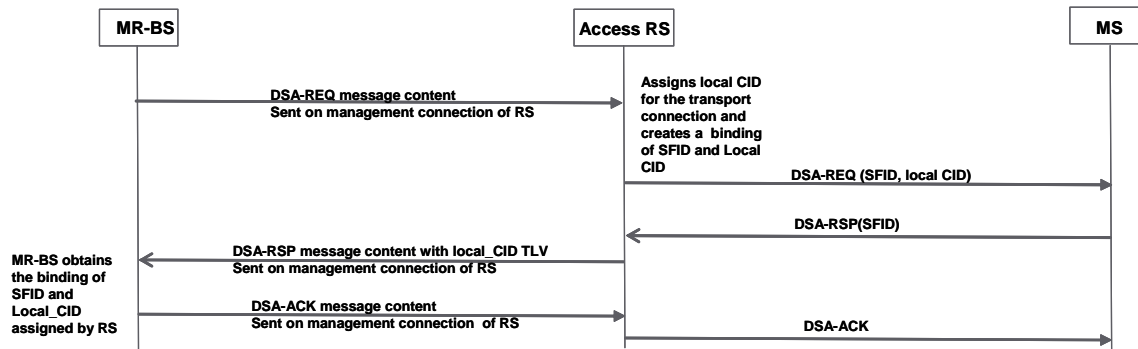 MR-BS
Access RS
MS
DSA-REQ message content
Sent on management connection of RS
Assigns local CID
for the transport
connection and
creates a  binding
of SFID and Local
CID
DSA-REQ (SFID, local CID)
DSA-RSP(SFID)
DSA-RSP message content with local_CID TLV
Sent on management connection of RS
MR-BS obtains
the binding of
SFID and
Local_CID
assigned by RS
DSA-ACK message content
Sent on management connection  of RS
DSA-ACK